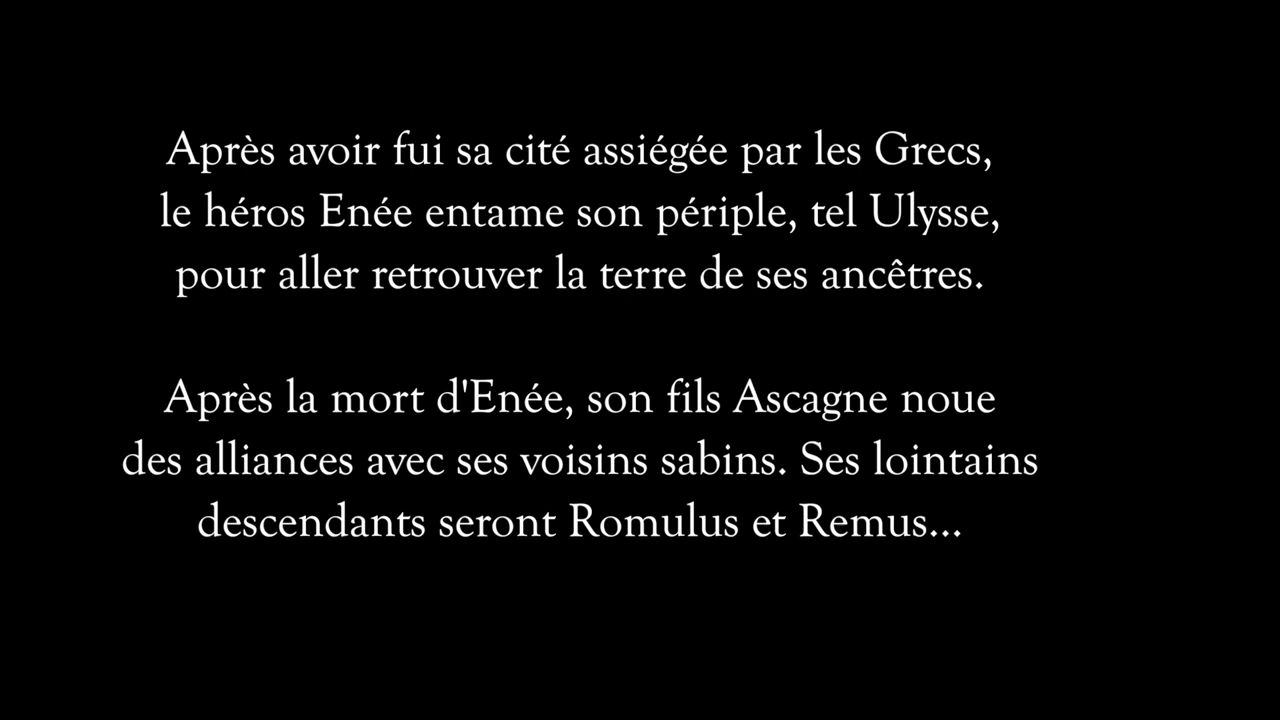 Après avoir fui sa cité assiégée par les Grecs,
le héros Enée entame son périple, tel Ulysse,
pour aller retrouver la terre de ses ancêtres.
Après la mort d'Enée, son fils Ascagne noue
des alliances avec ses voisins sabins. Ses lointains
descendants seront Romulus et Remus...